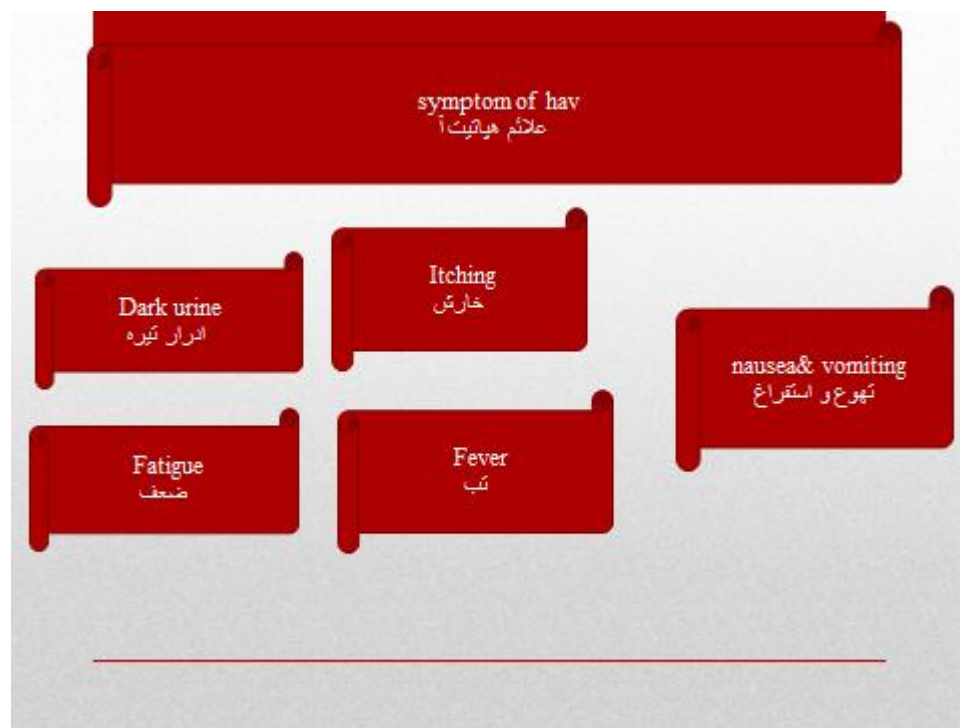 symptom of hav
علائم هپاتیت آ
Dark urine
ادرار تیره
Itching
خارش
nausea& vomiting
تهوع و استفراغ
Fatigue
ضعف
Fever
تب